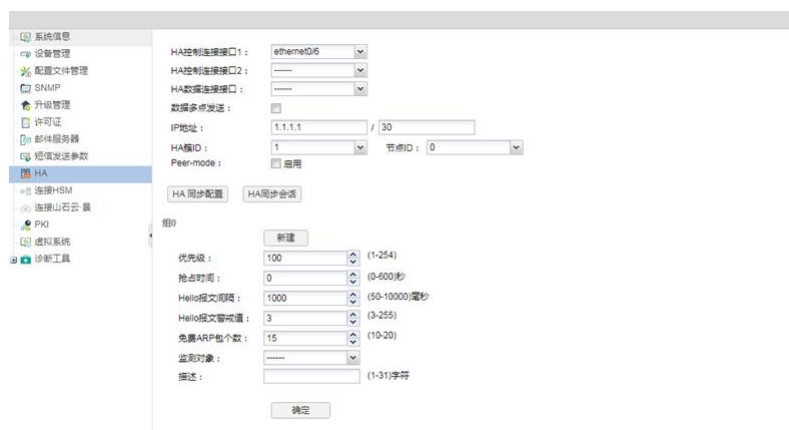 系统信息
设备管理
配置文件管理
SNMP
升级管理
许可证
邮件服务器
短信发送参数
HA
连接HSM
连接山石云·景
PKI
虚拟系统
诊断工具
HA控制连接接口1： ethernet0/6
HA控制连接接口2： ------
HA数据连接接口： ------
数据多点发送：
IP地址： 1.1.1.1 / 30
HA簇ID： 1 节点ID： 0
Peer-mode： 启用
HA 同步配置 HA同步会话
组0
新建
优先级： 100 (1-254)
抢占时间： 0 (0-600)秒
Hello报文间隔： 1000 (50-10000)毫秒
Hello报文警戒值： 3 (3-255)
免费ARP包个数： 15 (10-20)
监测对象： ------
描述： (1-31)字符
确定